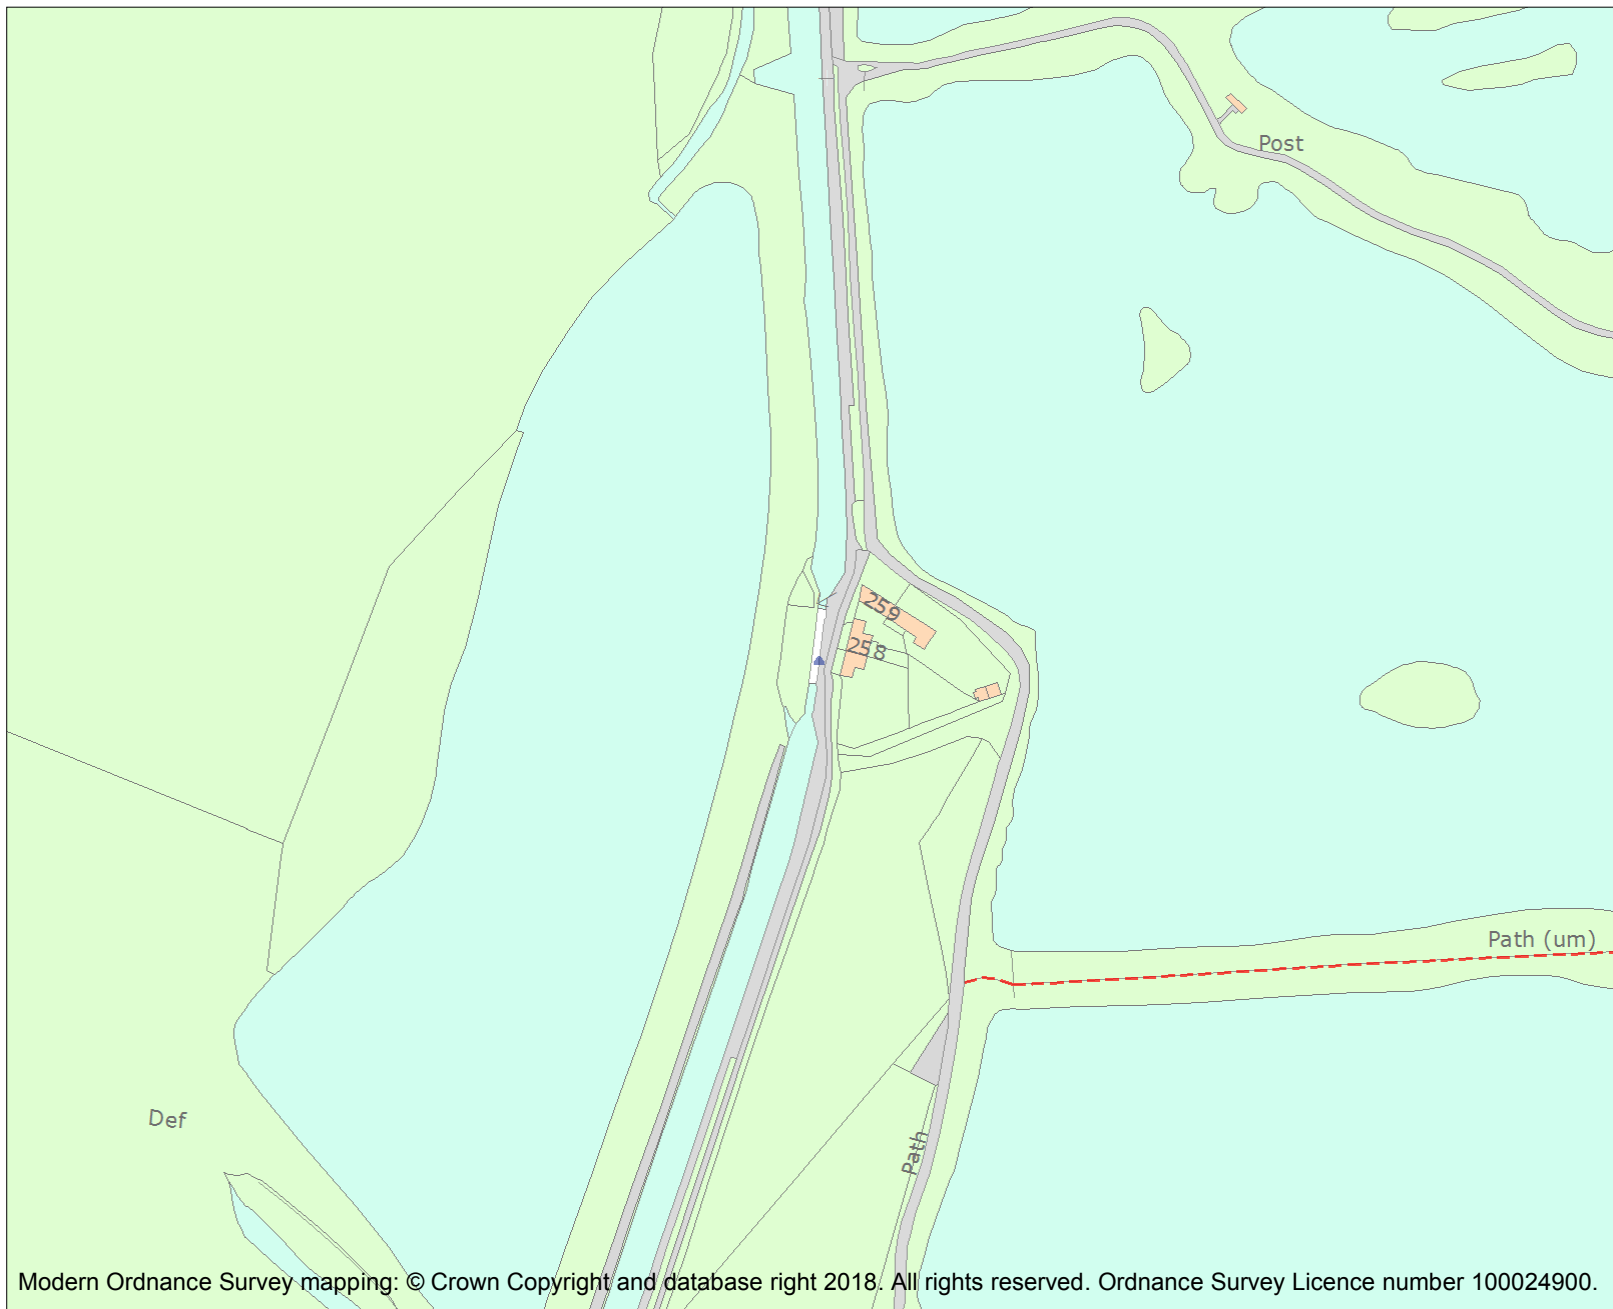 Post
259
258
Path (um)
Def
Path
Modern Ordnance Survey mapping: © Crown Copyright and database right 2018. All rights reserved. Ordnance Survey Licence number 100024900.